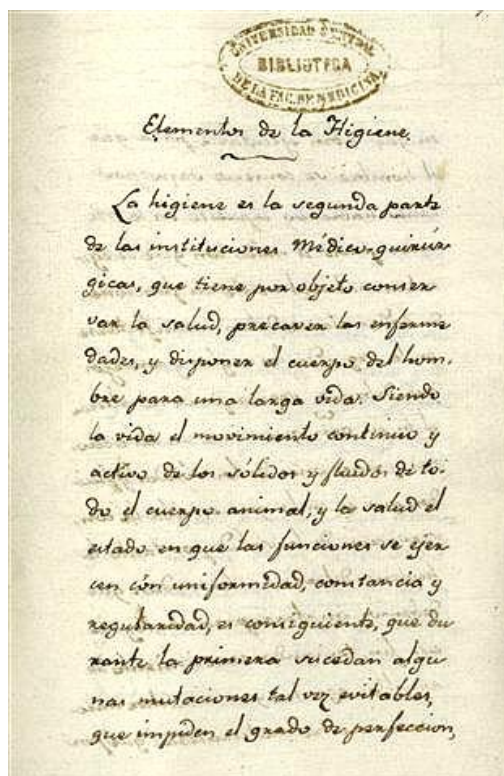 UNIVERSIDAD CENTRAL
BIBLIOTECA
DE LA FAC. DE MEDICINA
Elementos de la Higiene.
La higiene es la segunda parte
de las instituciones Médico-quirúr
gicas, que tiene por objeto conser
var la salud, precaver las enferme
dades, y disponer el cuerpo del hom-
bre para una larga vida. Siendo
la vida el movimiento continuo y
activo de los sólidos y fluidos de to-
do el cuerpo animal, y la salud el
estado en que las funciones se ejer
cen con uniformidad, constancia y
regularidad, es consiguiente, que du
rante la primera sucedan algu
nas mutaciones tal vez evitables,
que impiden el grado de perfeccion,